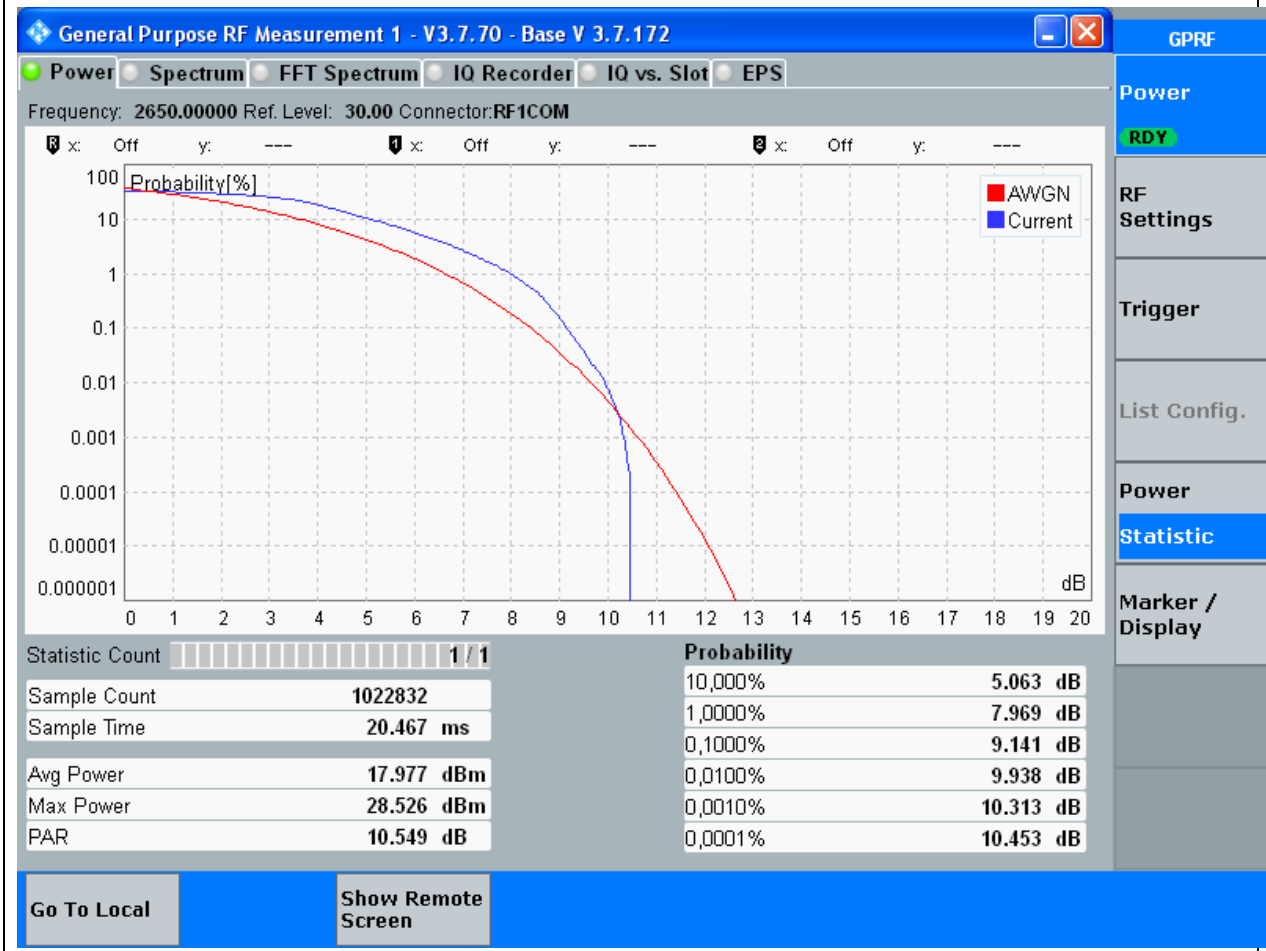 General Purpose RF Measurement 1 - V3.7.70 - Base V 3.7.172
GPRF
Power Spectrum FFT Spectrum IQ Recorder IQ vs. Slot EPS
Frequency: 2650.00000 Ref. Level: 30.00 Connector:RF1COM
R x: Off y: --- 1 x: Off y: --- 2 x: Off y: ---
Probability[%]
100
10
1
0.1
0.01
0.001
0.0001
0.00001
0.000001
AWGN
Current
dB
0 1 2 3 4 5 6 7 8 9 10 11 12 13 14 15 16 17 18 19 20
Statistic Count 1 / 1
Sample Count 1022832
Sample Time 20.467 ms
Avg Power 17.977 dBm
Max Power 28.526 dBm
PAR 10.549 dB
Probability
10,000% 5.063 dB
1,0000% 7.969 dB
0,1000% 9.141 dB
0,0100% 9.938 dB
0,0010% 10.313 dB
0,0001% 10.453 dB
Power
RDY
RF
Settings
Trigger
List Config.
Power
Statistic
Marker /
Display
Go To Local
Show Remote
Screen